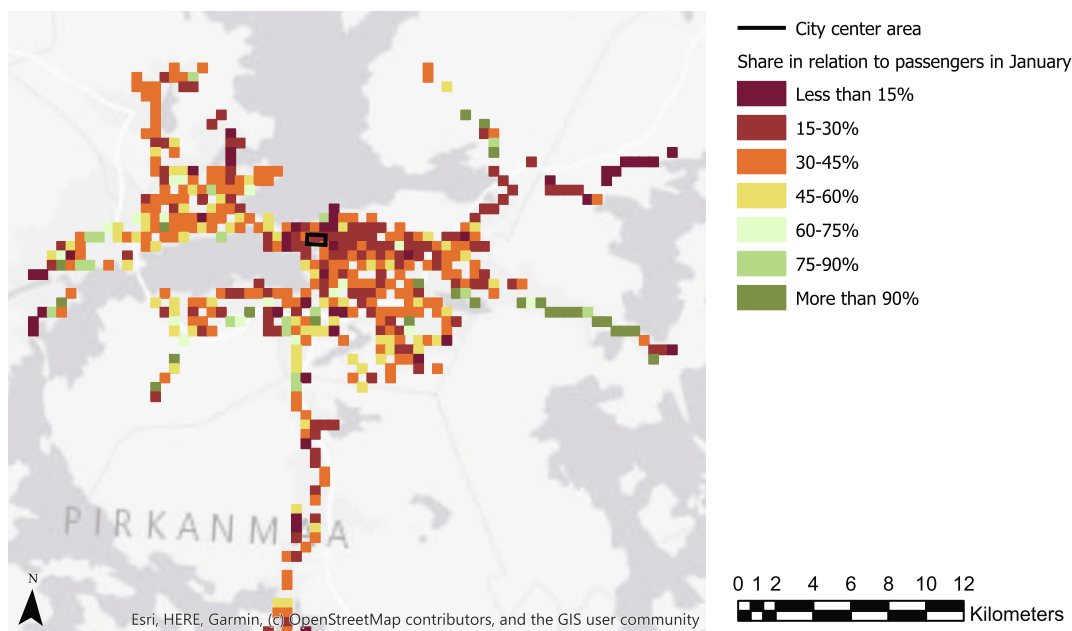 City center area
Share in relation to passengers in January
Less than 15%
15-30%
30-45%
45-60%
60-75%
75-90%
More than 90%
PIRKANMAA
N
Esri, HERE, Garmin, (c) OpenStreetMap contributors, and the GIS user community
0 1 2 4 6 8 10 12
Kilometers